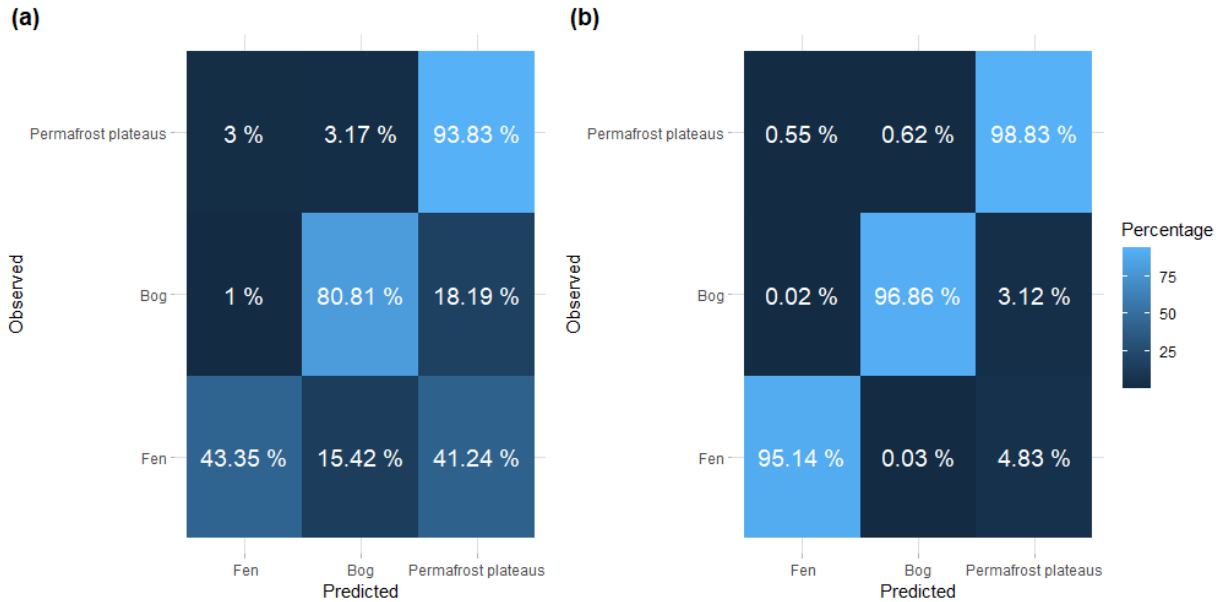 (a)
Observed
Permafrost plateaus
3 %
3.17 %
93.83 %
Bog
1 %
80.81 %
18.19 %
Fen
43.35 %
15.42 %
41.24 %
Fen
Bog
Permafrost plateaus
Predicted
(b)
Observed
Permafrost plateaus
0.55 %
0.62 %
98.83 %
Bog
0.02 %
96.86 %
3.12 %
Fen
95.14 %
0.03 %
4.83 %
Fen
Bog
Permafrost plateaus
Predicted
Percentage
75
50
25